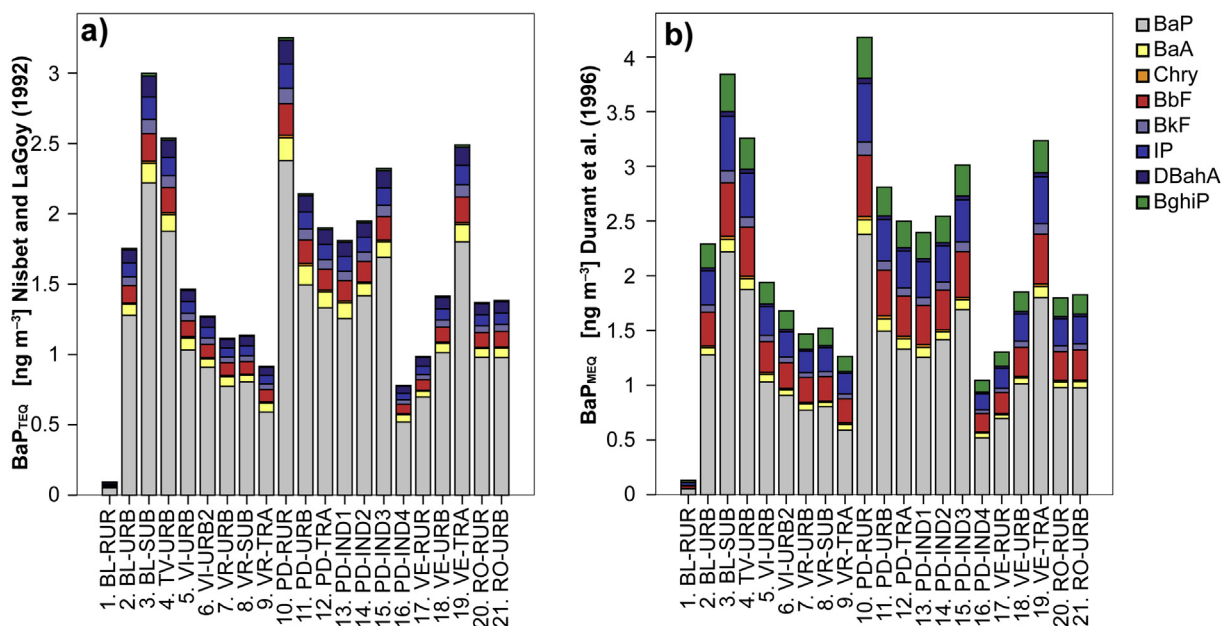 a)
BaP_TEQ [ng m⁻³] Nisbet and LaGoy (1992)
3
2.5
2
1.5
1
0.5
0
1. BL-RUR
2. BL-URB
3. BL-SUB
4. TV-URB
5. VI-URB
6. VI-URB2
7. VR-URB
8. VR-SUB
9. VR-TRA
10. PD-RUR
11. PD-URB
12. PD-TRA
13. PD-IND1
14. PD-IND2
15. PD-IND3
16. PD-IND4
17. VE-RUR
18. VE-URB
19. VE-TRA
20. RO-RUR
21. RO-URB
b)
BaP_MEQ [ng m⁻³] Durant et al. (1996)
4
3.5
3
2.5
2
1.5
1
0.5
0
1. BL-RUR
2. BL-URB
3. BL-SUB
4. TV-URB
5. VI-URB
6. VI-URB2
7. VR-URB
8. VR-SUB
9. VR-TRA
10. PD-RUR
11. PD-URB
12. PD-TRA
13. PD-IND1
14. PD-IND2
15. PD-IND3
16. PD-IND4
17. VE-RUR
18. VE-URB
19. VE-TRA
20. RO-RUR
21. RO-URB
BaP
BaA
Chry
BbF
BkF
IP
DBahA
BghiP